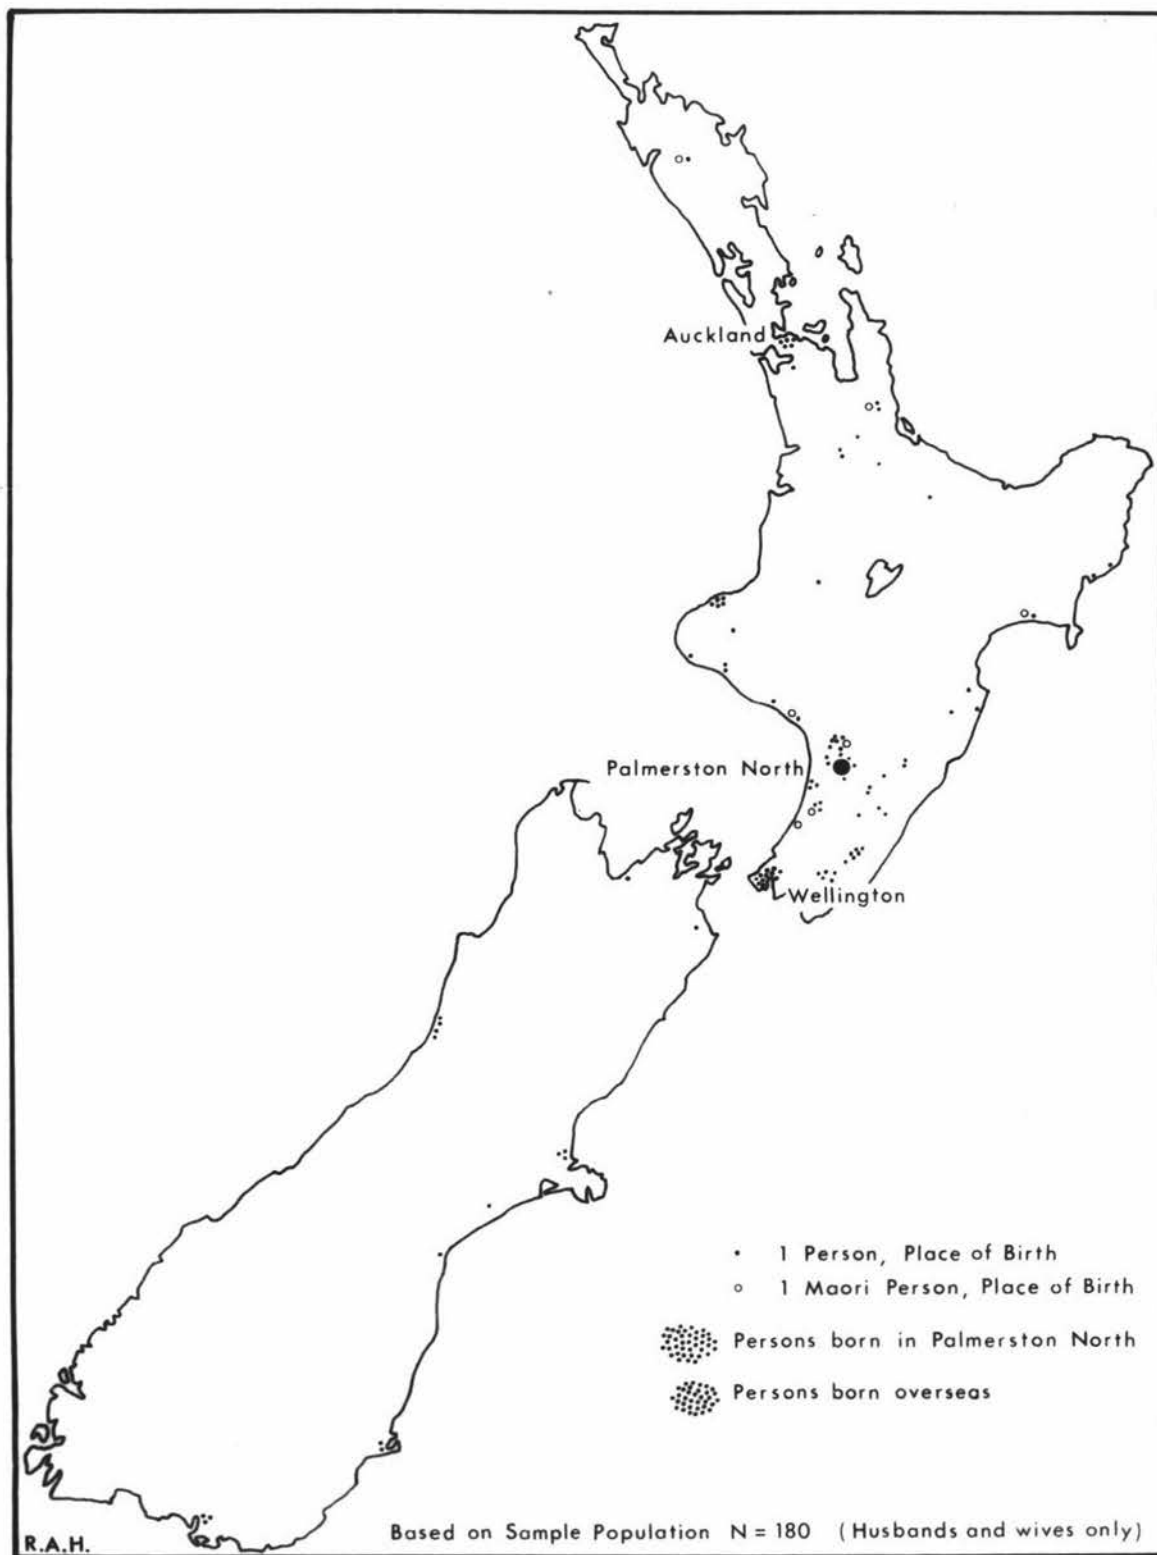 Auckland
Palmerston North
Wellington
1 Person, Place of Birth
1 Maori Person, Place of Birth
Persons born in Palmerston North
Persons born overseas
R.A.H.
Based on Sample Population N = 180 (Husbands and wives only)